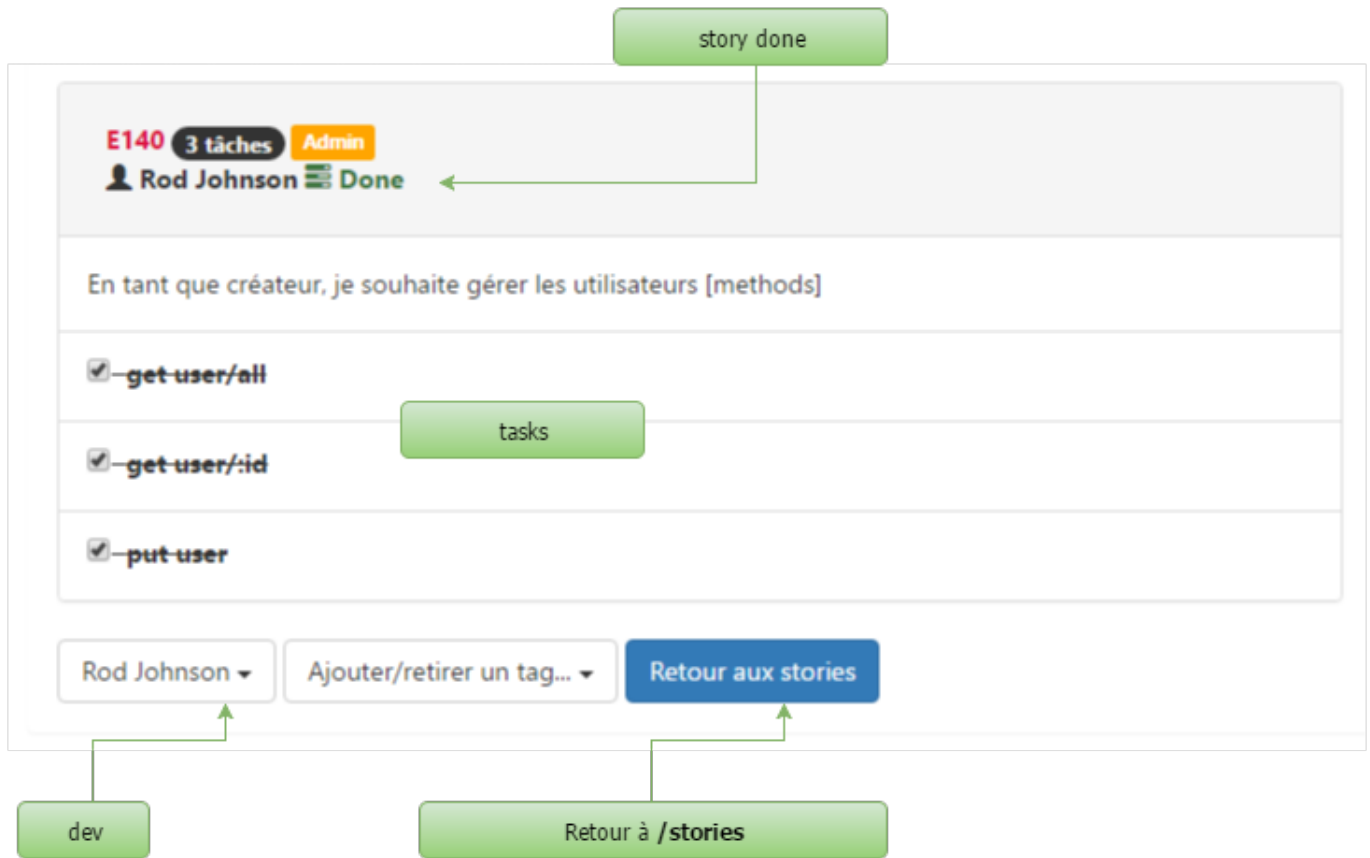 story done
E140 3 tâches Admin
Rod Johnson Done
En tant que créateur, je souhaite gérer les utilisateurs [methods]
get user/all
tasks
get user/:id
put user
Rod Johnson Ajouter/retirer un tag... Retour aux stories
dev Retour à /stories